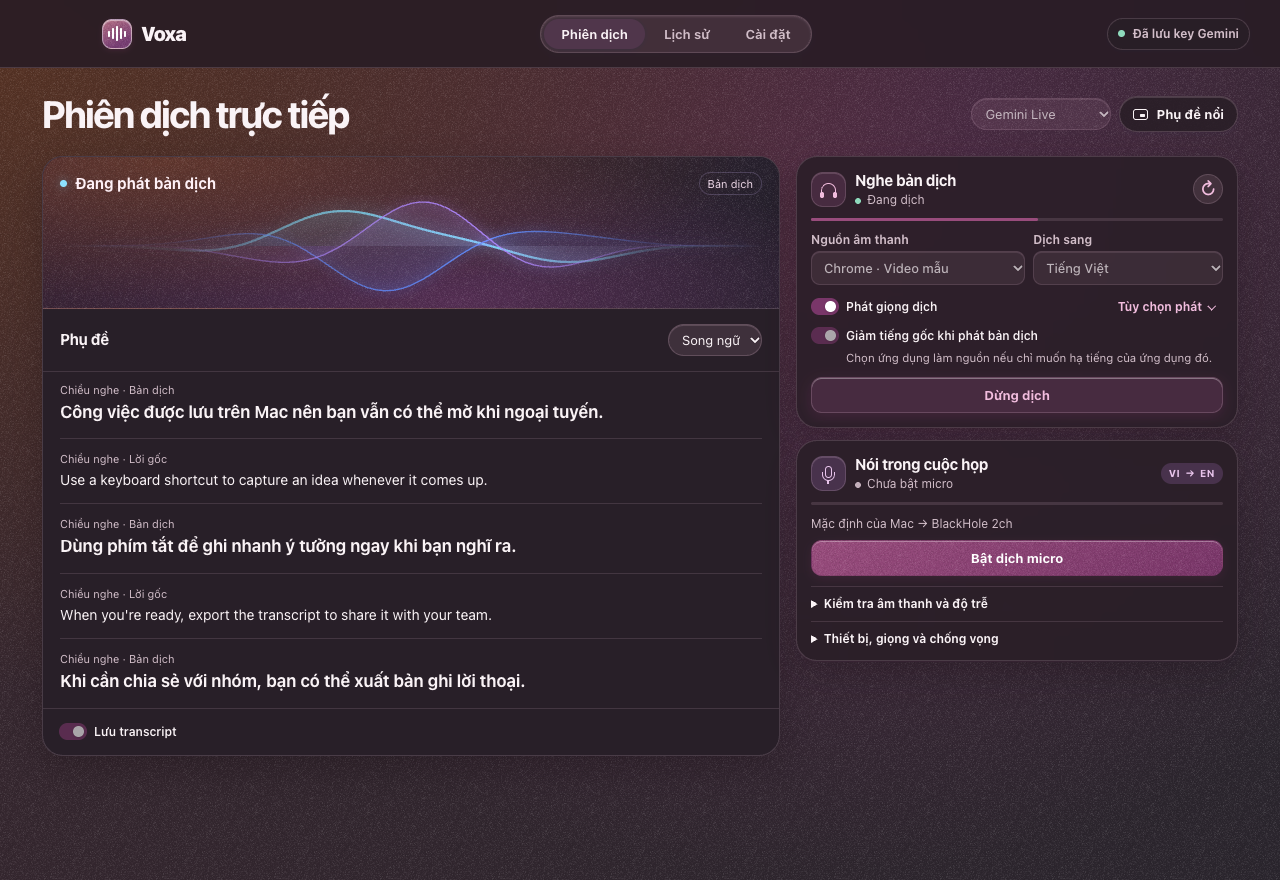 Voxa
Phiên dịch
Lịch sử
Cài đặt
Đã lưu key Gemini
Phiên dịch trực tiếp
Gemini Live
Phụ đề nổi
Đang phát bản dịch
Bản dịch
Phụ đề
Song ngữ
Chiều nghe · Bản dịch
Công việc được lưu trên Mac nên bạn vẫn có thể mở khi ngoại tuyến.
Chiều nghe · Lời gốc
Use a keyboard shortcut to capture an idea whenever it comes up.
Chiều nghe · Bản dịch
Dùng phím tắt để ghi nhanh ý tưởng ngay khi bạn nghĩ ra.
Chiều nghe · Lời gốc
When you're ready, export the transcript to share it with your team.
Chiều nghe · Bản dịch
Khi cần chia sẻ với nhóm, bạn có thể xuất bản ghi lời thoại.
Lưu transcript
Nghe bản dịch
Đang dịch
Nguồn âm thanh
Dịch sang
Chrome · Video mẫu
Tiếng Việt
Phát giọng dịch
Tùy chọn phát
Giảm tiếng gốc khi phát bản dịch
Chọn ứng dụng làm nguồn nếu chỉ muốn hạ tiếng của ứng dụng đó.
Dừng dịch
Nói trong cuộc họp
Chưa bật micro
VI → EN
Mặc định của Mac → BlackHole 2ch
Bật dịch micro
Kiểm tra âm thanh và độ trễ
Thiết bị, giọng và chống vọng